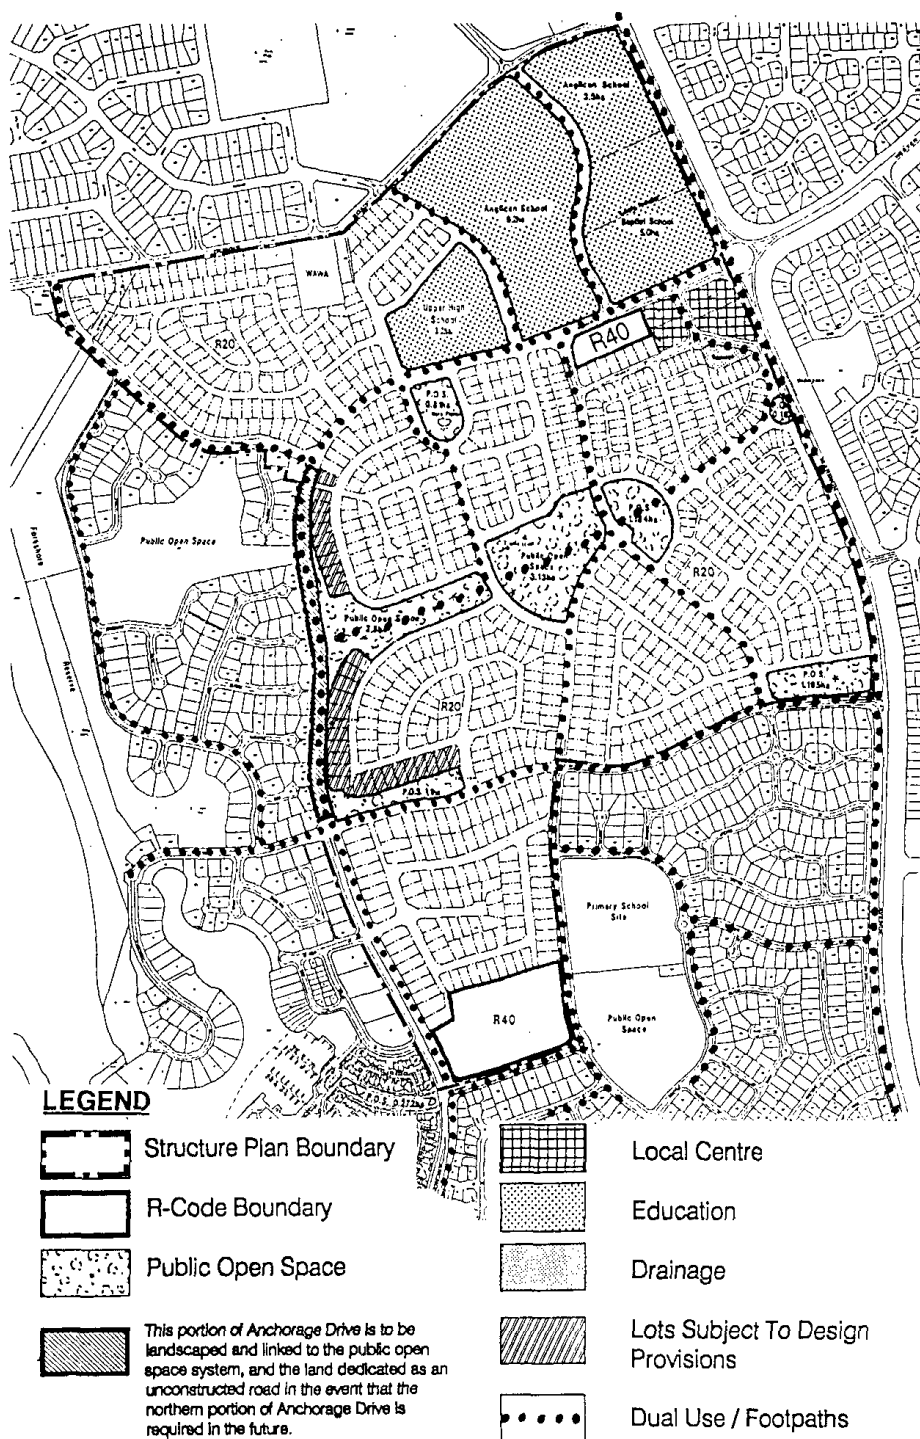 Anglican School
Anglican School
Baptist School
5.0ha
WAWA
Upper High
School
R20
R40
P.O.S.
Public Open Space
Foreshore
Reserve
Public Open
3.13ha
P.O.S.
R20
Public Open
R20
P.O.S.
Primary School
Site
R40
Public Open
Space
LEGEND
Structure Plan Boundary
R-Code Boundary
Public Open Space
This portion of Anchorage Drive is to be
landscaped and linked to the public open
space system, and the land dedicated as an
unconstructed road in the event that the
northern portion of Anchorage Drive is
required in the future.
Local Centre
Education
Drainage
Lots Subject To Design
Provisions
Dual Use / Footpaths